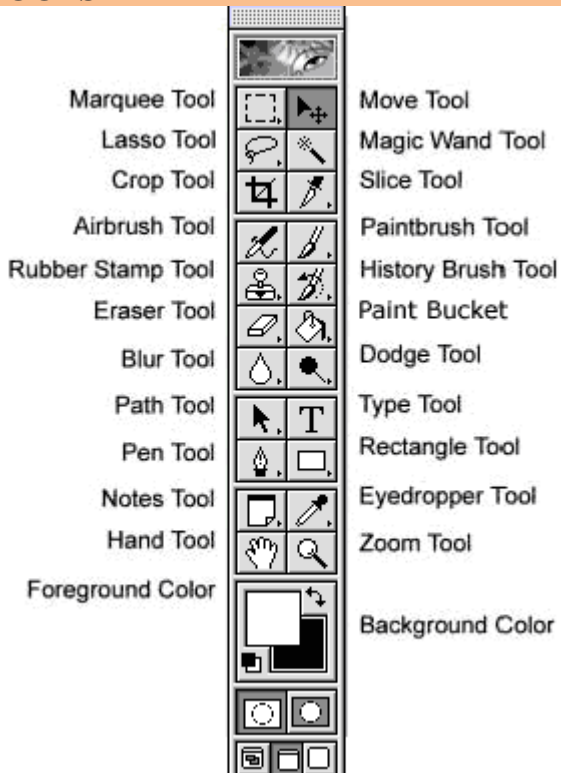 Marquee Tool
Move Tool
Lasso Tool
Magic Wand Tool
Crop Tool
Slice Tool
Airbrush Tool
Paintbrush Tool
Rubber Stamp Tool
History Brush Tool
Eraser Tool
Paint Bucket
Blur Tool
Dodge Tool
Path Tool
T
Type Tool
Pen Tool
Rectangle Tool
Notes Tool
Eyedropper Tool
Hand Tool
Zoom Tool
Foreground Color
Background Color